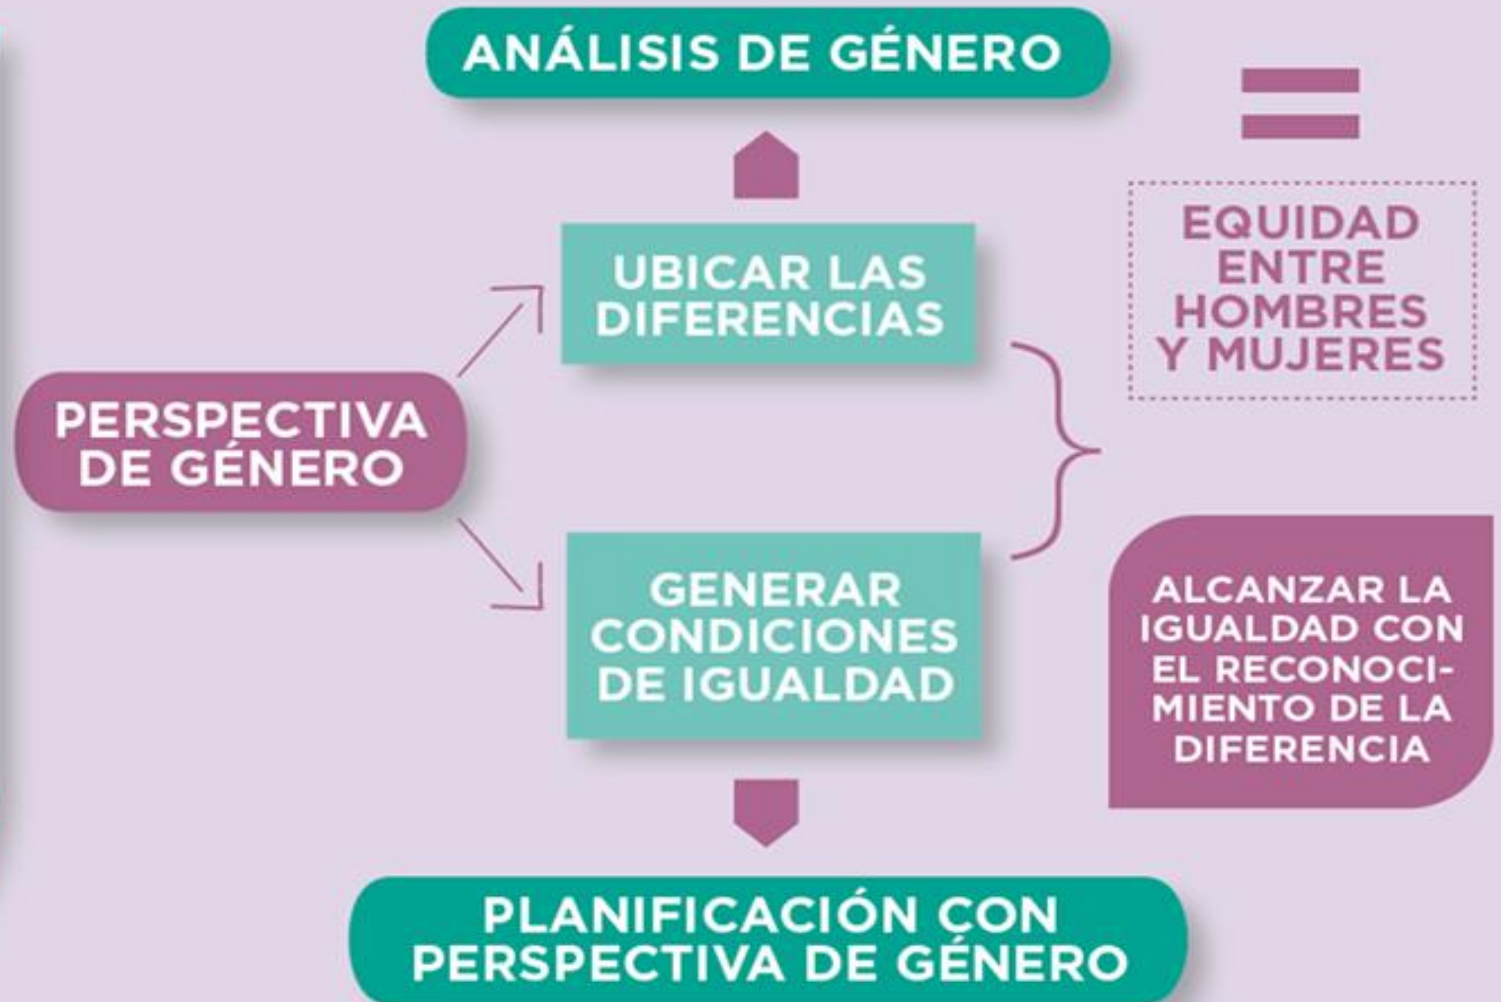 ANÁLISIS DE GÉNERO
UBICAR LAS
DIFERENCIAS
EQUIDAD
ENTRE
HOMBRES
Y MUJERES
PERSPECTIVA
DE GÉNERO
GENERAR
CONDICIONES
DE IGUALDAD
ALCANZAR LA
IGUALDAD CON
EL RECONOCI-
MIENTO DE LA
DIFERENCIA
PLANIFICACIÓN CON
PERSPECTIVA DE GÉNERO